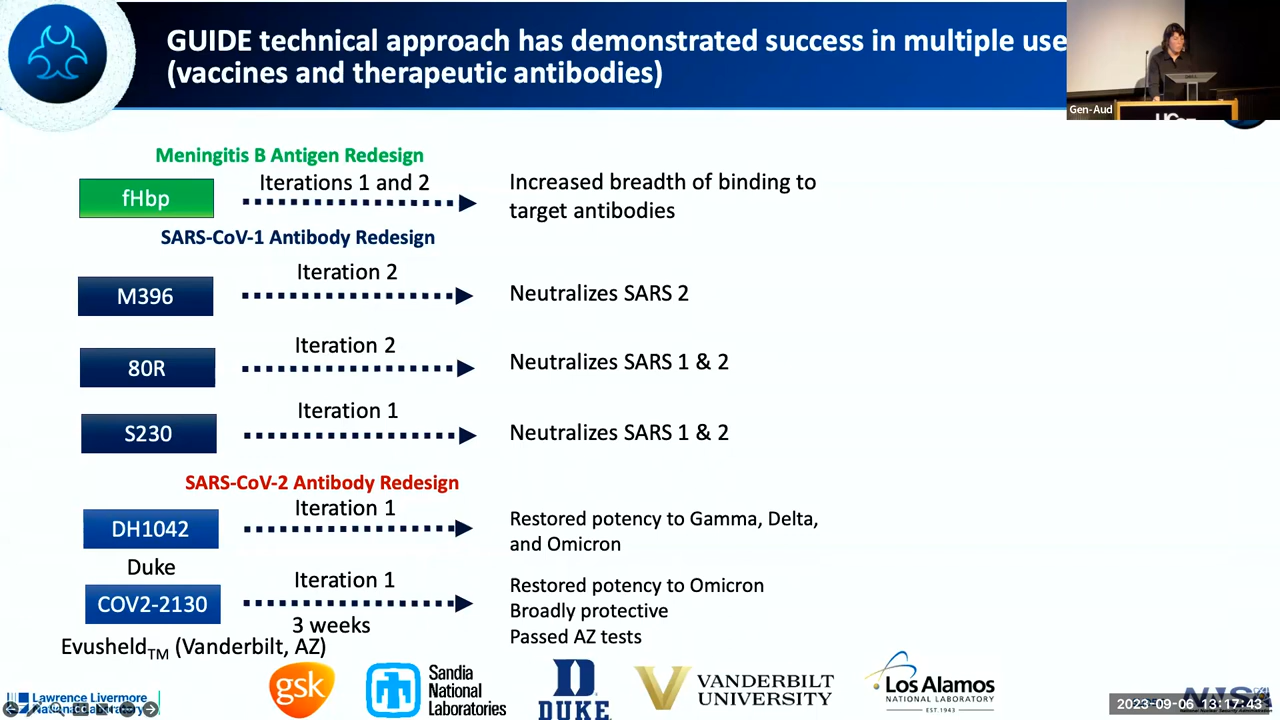 GUIDE technical approach has demonstrated success in multiple use
(vaccines and therapeutic antibodies)
Gen-Aud
Meningitis B Antigen Redesign
fHbp
Iterations 1 and 2
Increased breadth of binding to
target antibodies
SARS-CoV-1 Antibody Redesign
M396
Iteration 2
Neutralizes SARS 2
80R
Iteration 2
Neutralizes SARS 1 & 2
S230
Iteration 1
Neutralizes SARS 1 & 2
SARS-CoV-2 Antibody Redesign
DH1042
Iteration 1
Restored potency to Gamma, Delta,
and Omicron
Duke
COV2-2130
Iteration 1
3 weeks
Restored potency to Omicron
Broadly protective
Passed AZ tests
EvusheldTM (Vanderbilt, AZ)
Lawrence Livermore
National Laboratory
gsk
Sandia
National
Laboratories
D
DUKE
V
VANDERBILT
UNIVERSITY
Los Alamos
NATIONAL LABORATORY
EST. 1943
2023-09-06 13:17:43